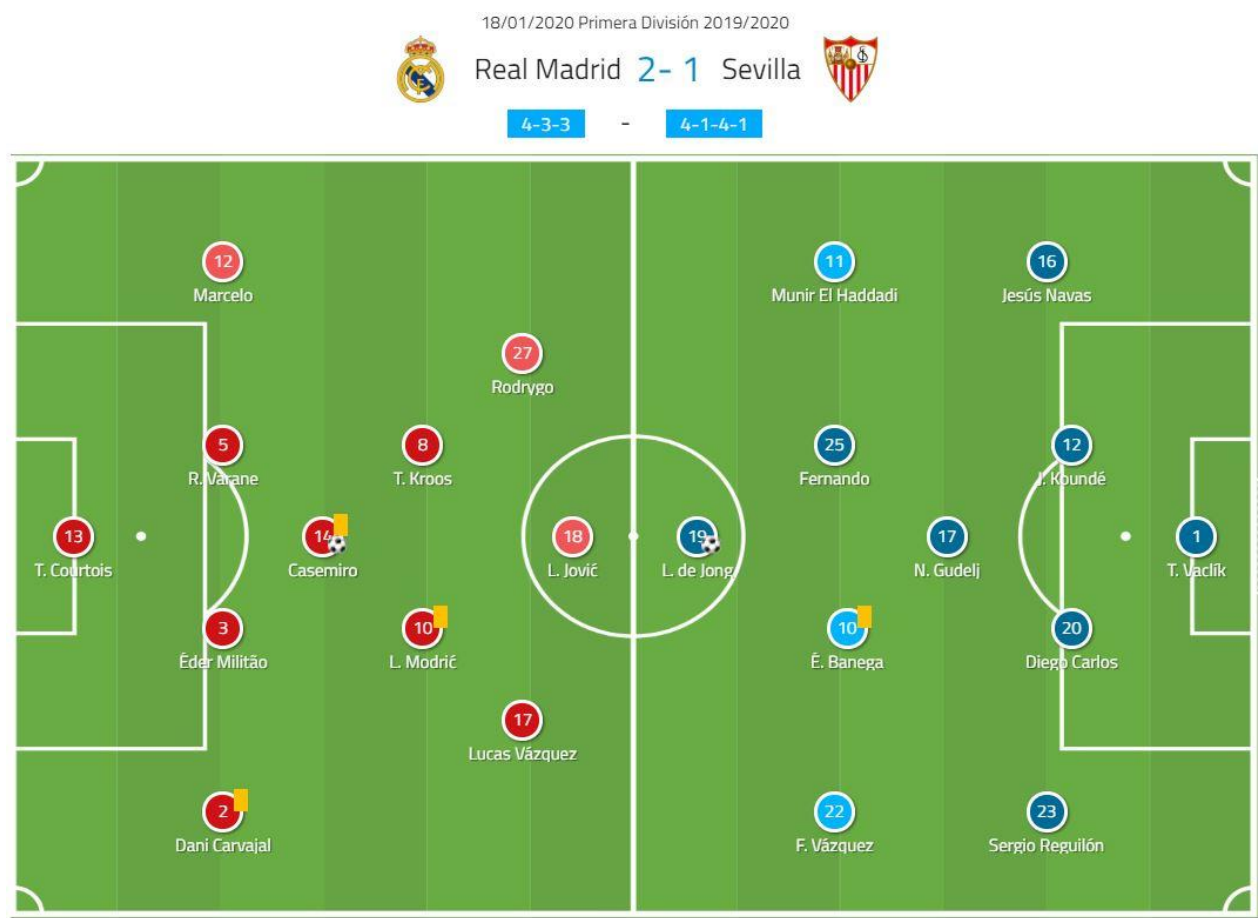 18/01/2020 Primera División 2019/2020
Real Madrid 2- 1 Sevilla
4-3-3 - 4-1-4-1
12
Marcelo
11
Munir El Haddadi
16
Jesús Navas
27
Rodrygo
5
R. Varane
8
T. Kroos
25
Fernando
12
J. Koundé
13
T. Courtois
14
Casemiro
18
L. Jović
19
L. de Jong
17
N. Gudelj
1
T. Vaclík
3
Éder Militão
10
L. Modrić
10
É. Banega
20
Diego Carlos
17
Lucas Vázquez
2
Dani Carvajal
22
F. Vázquez
23
Sergio Reguilón